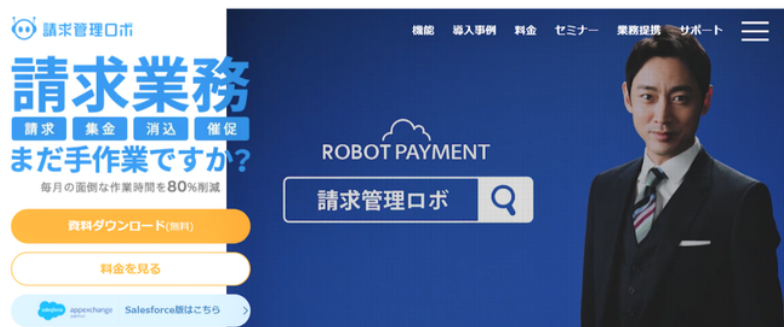 請求管理ロボ
機能 導入事例 料金 セミナー 業務提携 サポート
請求業務
請求 集金 消込 催促
まだ手作業ですか?
毎月の面倒な作業時間を80%削減
資料ダウンロード(無料)
料金を見る
salesforce appexchange partner Salesforce版はこちら
ROBOT PAYMENT
請求管理ロボ